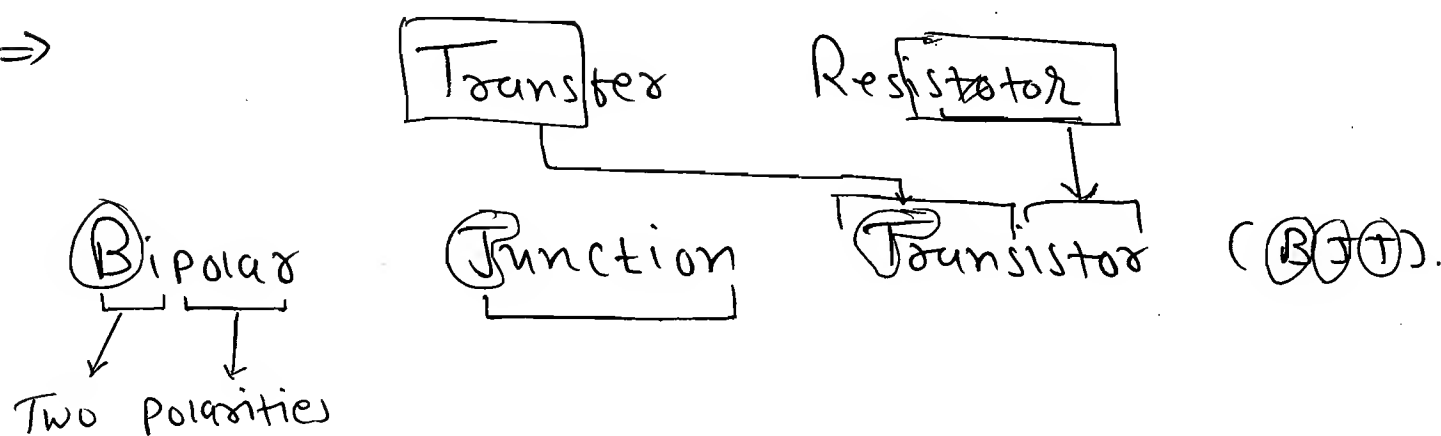 ⇒ Transfer Resistor
Bipolar Junction Transistor (BJT).
Two polarities